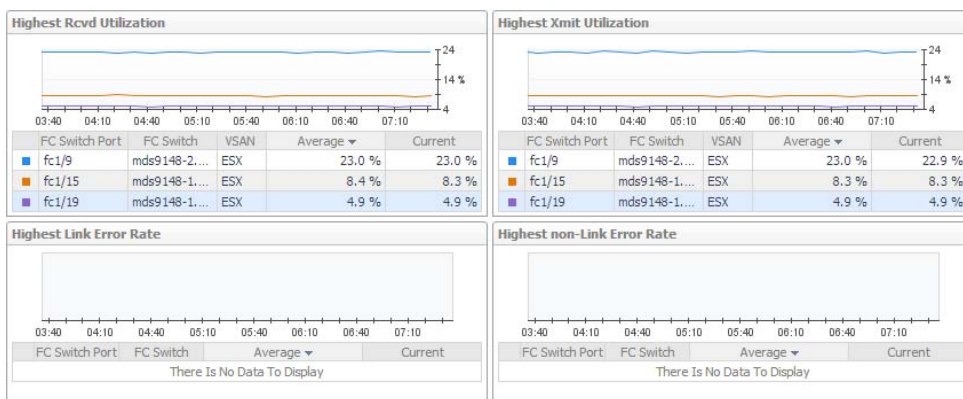 Highest Rcvd Utilization
24
14 %
4
03:40 04:10 04:40 05:10 05:40 06:10 06:40 07:10
FC Switch Port FC Switch VSAN Average Current
fc1/9 mds9148-2.... ESX 23.0 % 23.0 %
fc1/15 mds9148-1.... ESX 8.4 % 8.3 %
fc1/19 mds9148-1.... ESX 4.9 % 4.9 %
Highest Xmit Utilization
24
14 %
4
03:40 04:10 04:40 05:10 05:40 06:10 06:40 07:10
FC Switch Port FC Switch VSAN Average Current
fc1/9 mds9148-2.... ESX 23.0 % 22.9 %
fc1/15 mds9148-1.... ESX 8.3 % 8.3 %
fc1/19 mds9148-1.... ESX 4.9 % 4.9 %
Highest Link Error Rate
03:40 04:10 04:40 05:10 05:40 06:10 06:40 07:10
FC Switch Port FC Switch Average Current
There Is No Data To Display
Highest non-Link Error Rate
03:40 04:10 04:40 05:10 05:40 06:10 06:40 07:10
FC Switch Port FC Switch Average Current
There Is No Data To Display